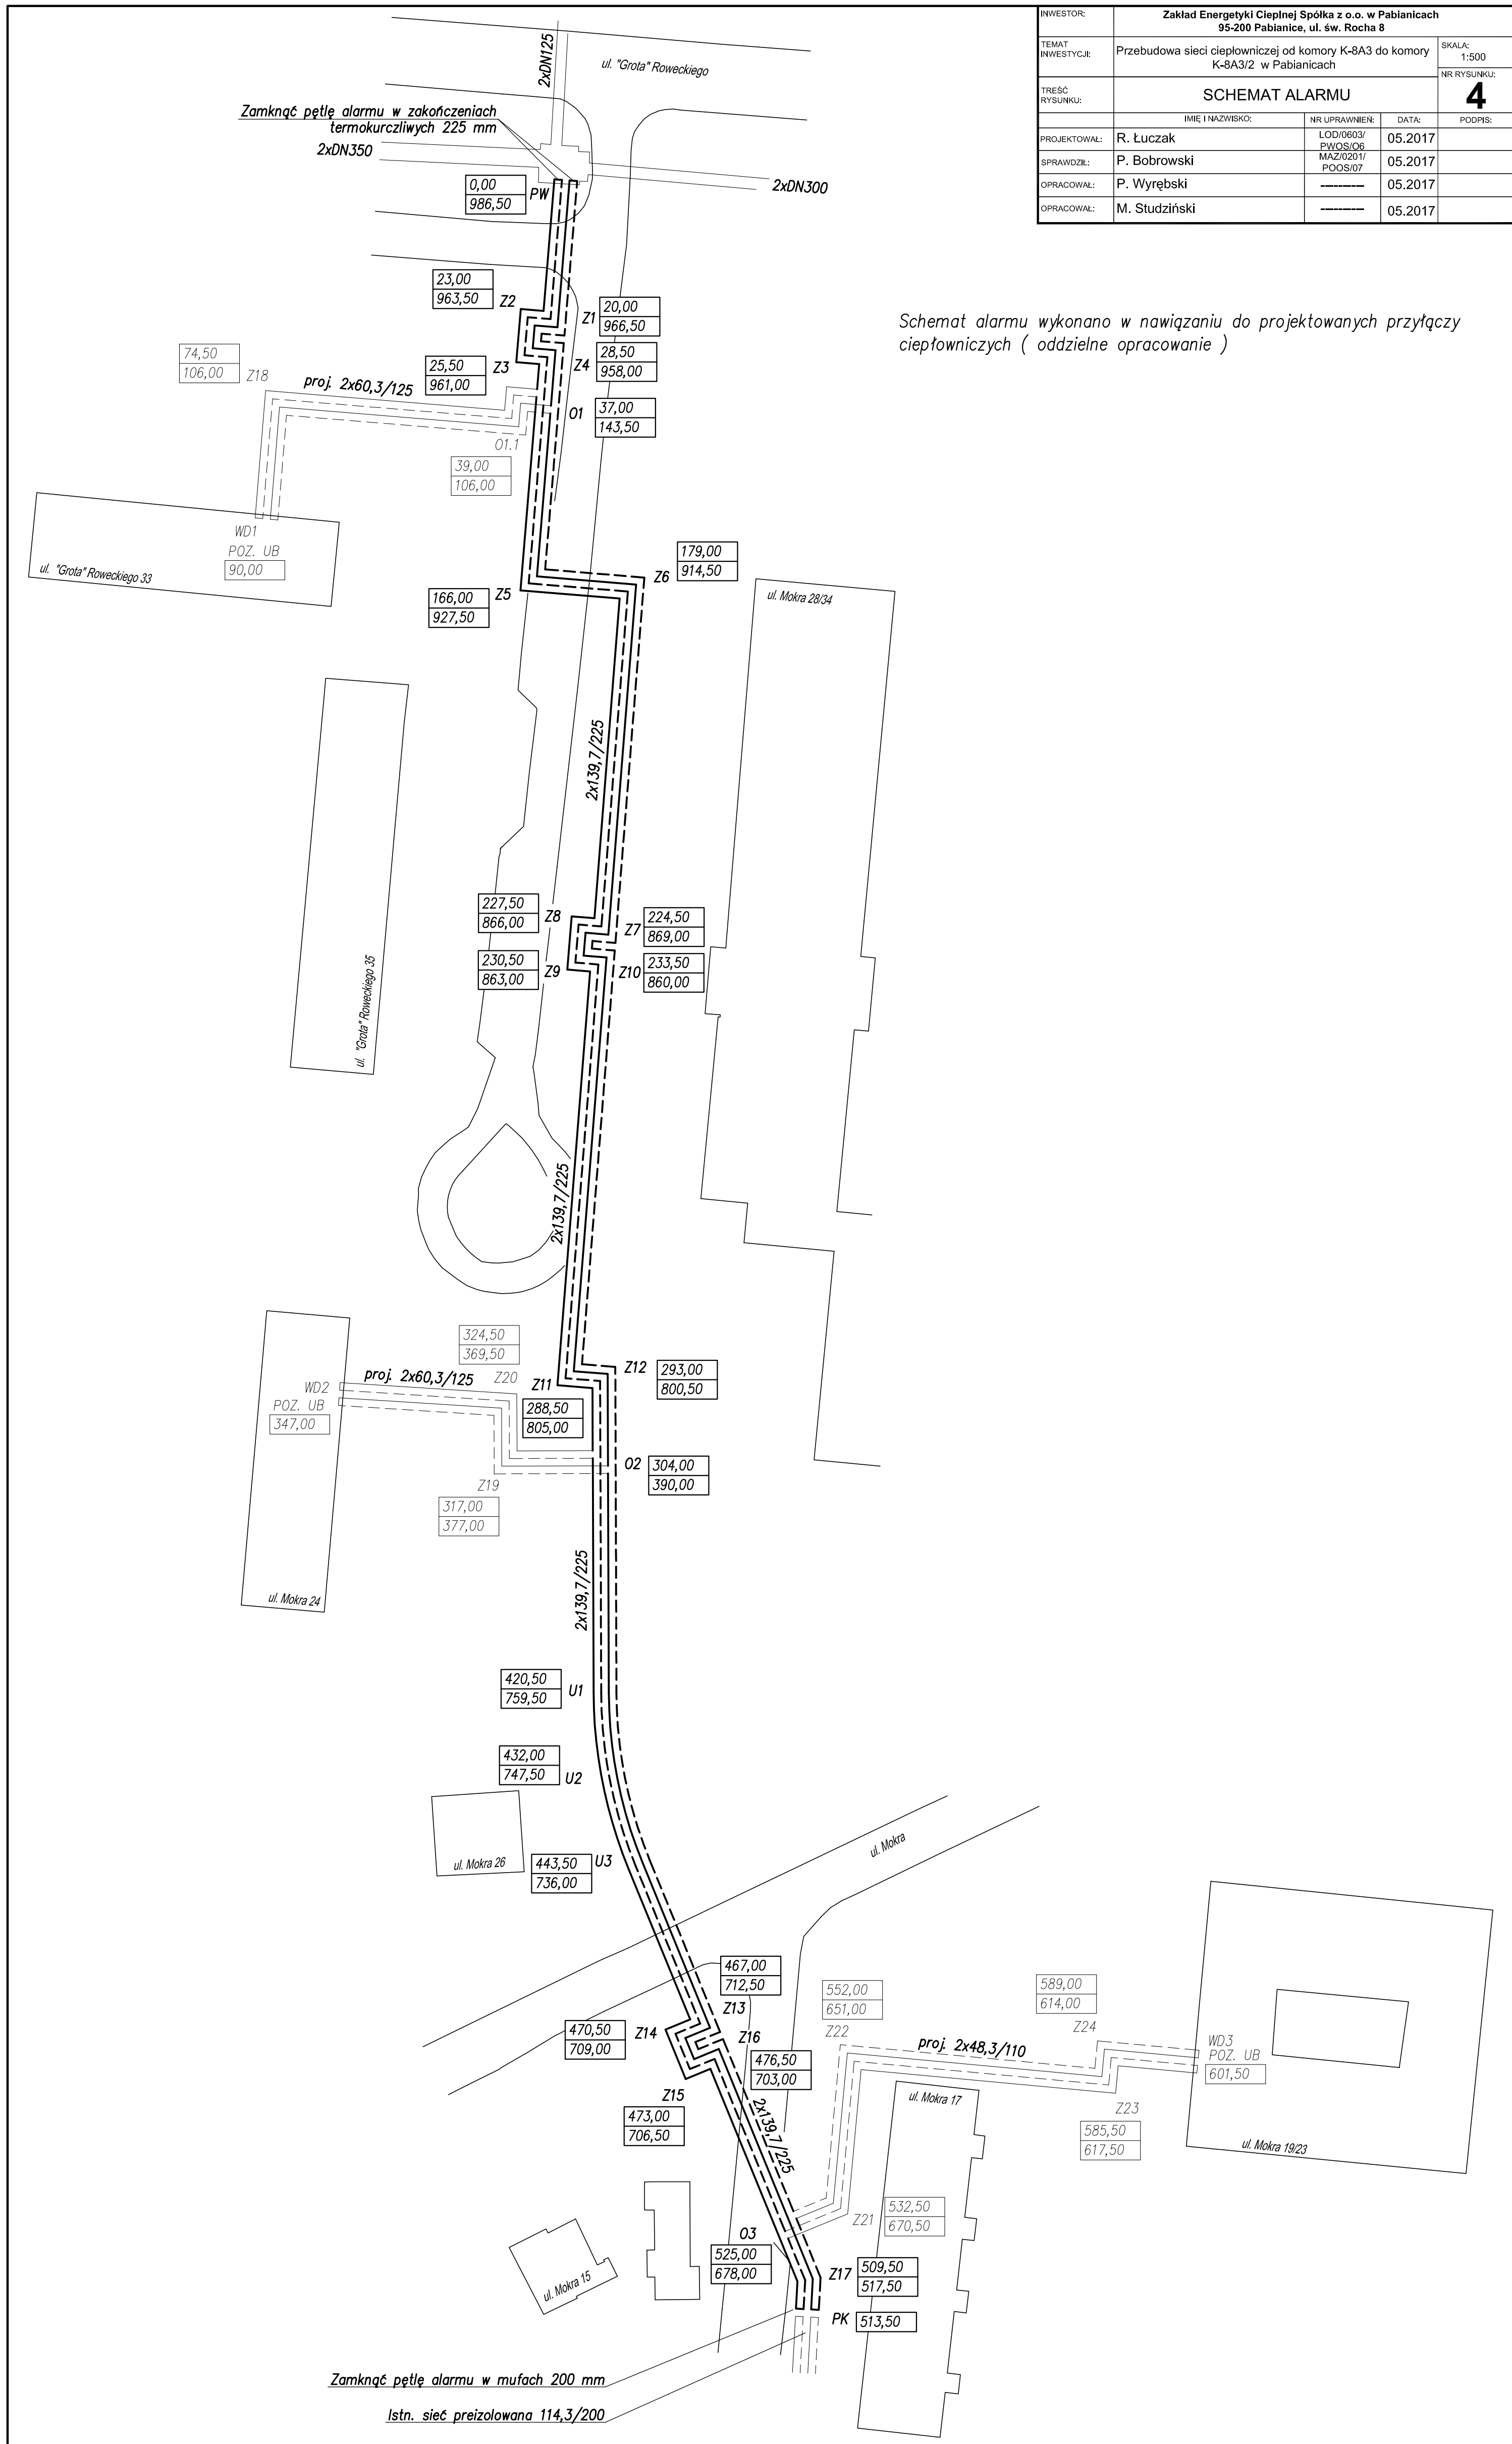 INWESTOR:
Zakład Energetyki Cieplnej Spółka z o.o. w Pabianicach
95-200 Pabianice, ul. św. Rocha 8
TEMAT INWESTYCJI:
Przebudowa sieci ciepłowniczej od komory K-8A3 do komory
K-8A3/2 w Pabianicach
SKALA:
1:500
NR RYSUNKU:
4
TREŚĆ RYSUNKU:
SCHEMAT ALARMU
IMIĘ I NAZWISKO:
NR UPRAWNIEŃ:
DATA:
PODPIS:
PROJEKTOWAŁ:
R. Łuczak
LOD/0603/
PWOS/O6
05.2017
SPRAWDZIŁ:
P. Bobrowski
MAZ/0201/
POOS/07
05.2017
OPRACOWAŁ:
P. Wyrębski
----------
05.2017
OPRACOWAŁ:
M. Studziński
----------
05.2017
Schemat alarmu wykonano w nawiązaniu do projektowanych przyłączy
ciepłowniczych ( oddzielne opracowanie )
2xDN125
ul. "Grota" Roweckiego
Zamknąć pętlę alarmu w zakończeniach
termokurczliwych 225 mm
2xDN350
2xDN300
0,00
986,50
PW
23,00
963,50
Z2
Z1
20,00
966,50
74,50
106,00
Z18
proj. 2x60,3/125
25,50
961,00
Z3
Z4
28,50
958,00
O1
37,00
143,50
O1.1
39,00
106,00
WD1
POZ. UB
90,00
ul. "Grota" Roweckiego 33
179,00
914,50
Z6
166,00
927,50
Z5
ul. Mokra 28/34
2x139,7/225
227,50
866,00
Z8
Z7
224,50
869,00
230,50
863,00
Z9
Z10
233,50
860,00
ul. "Grota" Roweckiego 35
2x139,7/225
324,50
369,50
Z20
proj. 2x60,3/125
WD2
POZ. UB
347,00
Z11
288,50
805,00
Z12
293,00
800,50
O2
304,00
390,00
Z19
317,00
377,00
2x139,7/225
ul. Mokra 24
420,50
759,50
U1
432,00
747,50
U2
ul. Mokra 26
443,50
736,00
U3
ul. Mokra
467,00
712,50
Z13
470,50
709,00
Z14
Z16
476,50
703,00
Z15
473,00
706,50
2x139,7/225
552,00
651,00
Z22
proj. 2x48,3/110
589,00
614,00
Z24
WD3
POZ. UB
601,50
Z23
585,50
617,50
ul. Mokra 19/23
ul. Mokra 17
Z21
532,50
670,50
O3
525,00
678,00
Z17
509,50
517,50
PK
513,50
ul. Mokra 15
Zamknąć pętlę alarmu w mufach 200 mm
Istn. sieć preizolowana 114,3/200